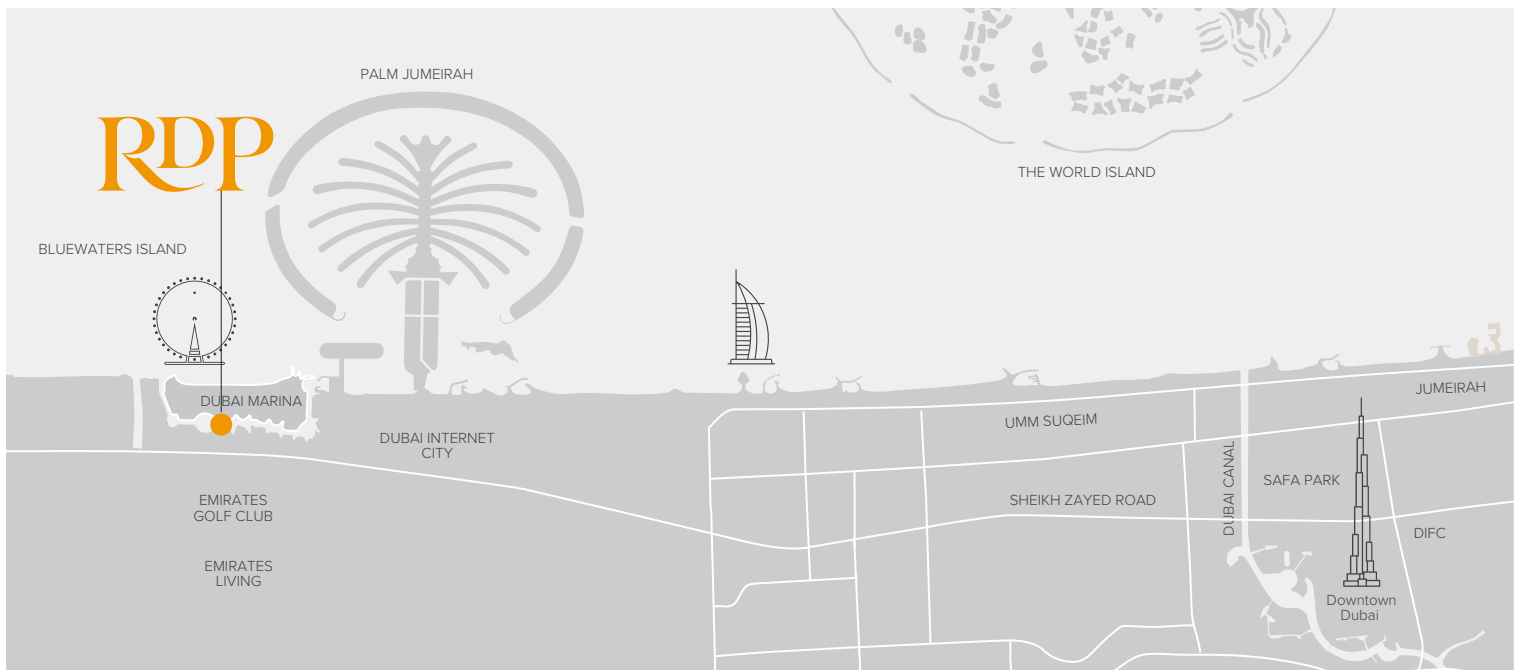 PALM JUMEIRAH
RDP
THE WORLD ISLAND
BLUEWATERS ISLAND
DUBAI MARINA
JUMEIRAH
UMM SUQEIM
DUBAI INTERNET
CITY
DUBAI CANAL
SAFA PARK
EMIRATES
GOLF CLUB
SHEIKH ZAYED ROAD
DIFC
EMIRATES
LIVING
Downtown
Dubai